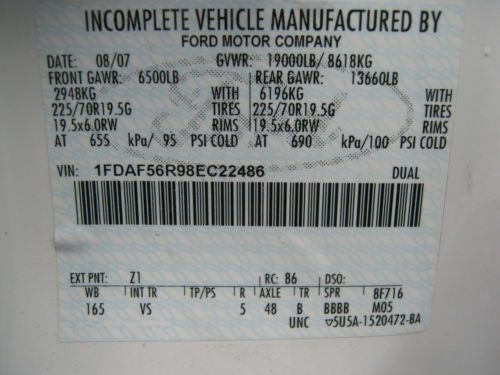 INCOMPLETE VEHICLE MANUFACTURED BY
FORD MOTOR COMPANY
DATE: 08/07 GVWR: 19000LB/ 8618KG
FRONT GAWR: 6500LB REAR GAWR: 13660LB
2948KG WITH 6196KG WITH
225/70R19.5G TIRES 225/70R19.5G TIRES
19.5x6.0RW RIMS 19.5x6.0RW RIMS
AT 655 kPa/ 95 PSI COLD AT 690 kPa/100 PSI COLD
VIN: 1FDAF56R98EC22486 DUAL
EXT PNT: Z1 RC: 86 DSO:
WB INT TR TP/PS R AXLE TR SPR 8F716
165 VS 5 48 B BBBB M05
UNC ▽5U5A-1520472-BA